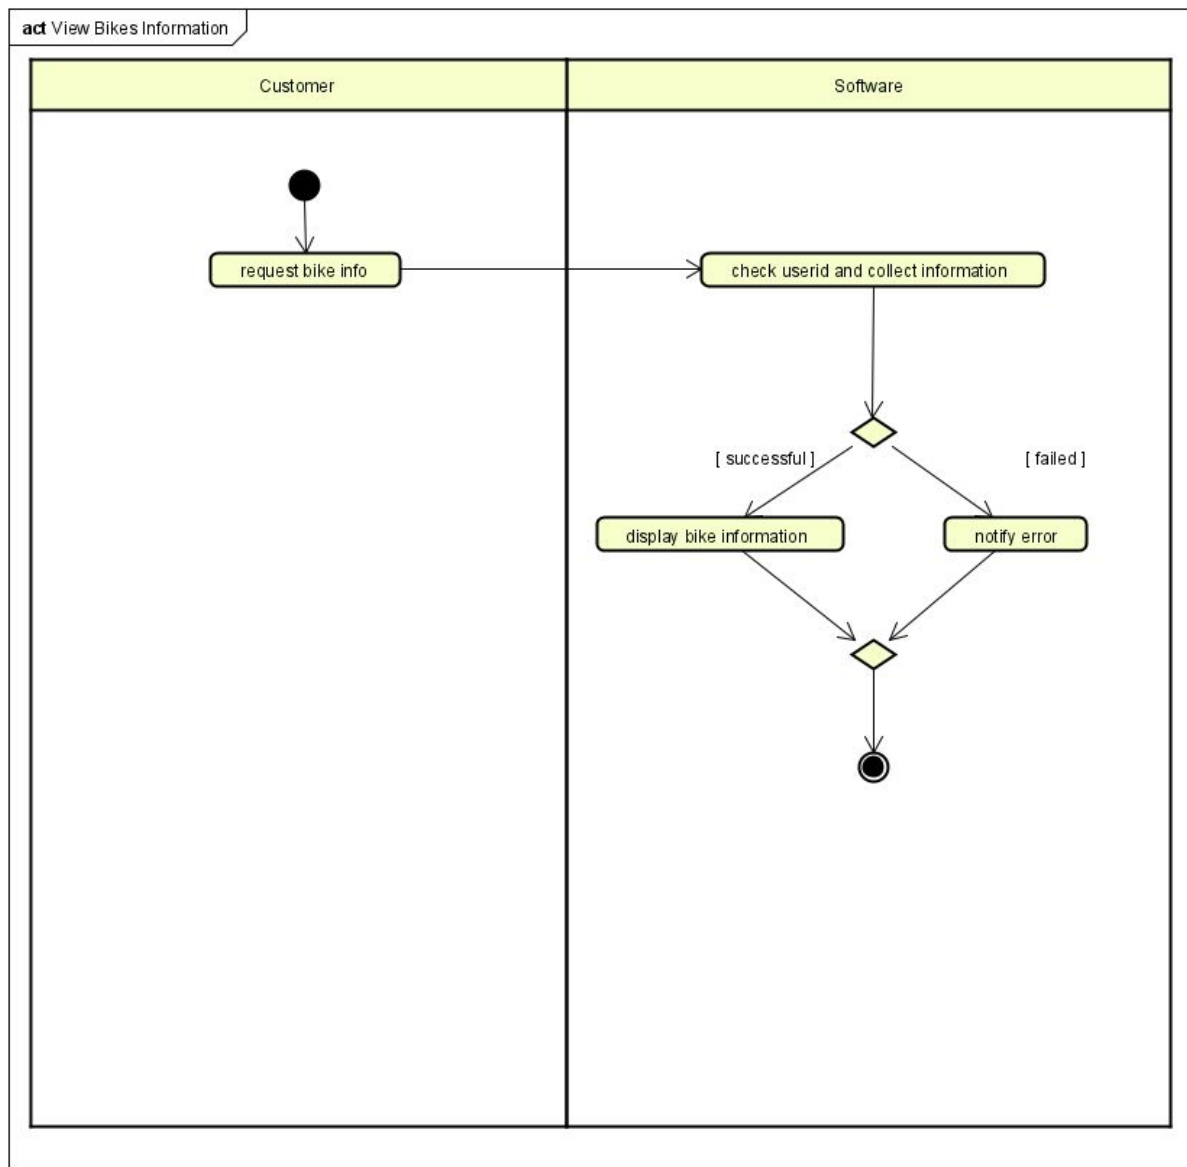 act View Bikes Information
Customer
Software
request bike info
check userid and collect information
[ successful ]
[ failed ]
display bike information
notify error